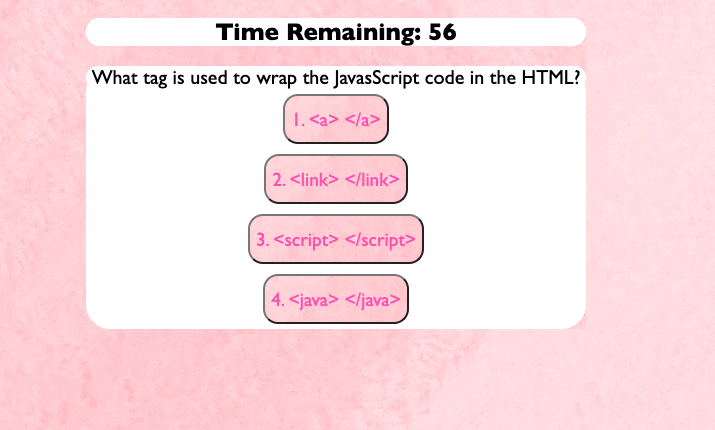 Time Remaining: 56
What tag is used to wrap the JavasScript code in the HTML?
1. <a> </a>
2. <link> </link>
3. <script> </script>
4. <java> </java>